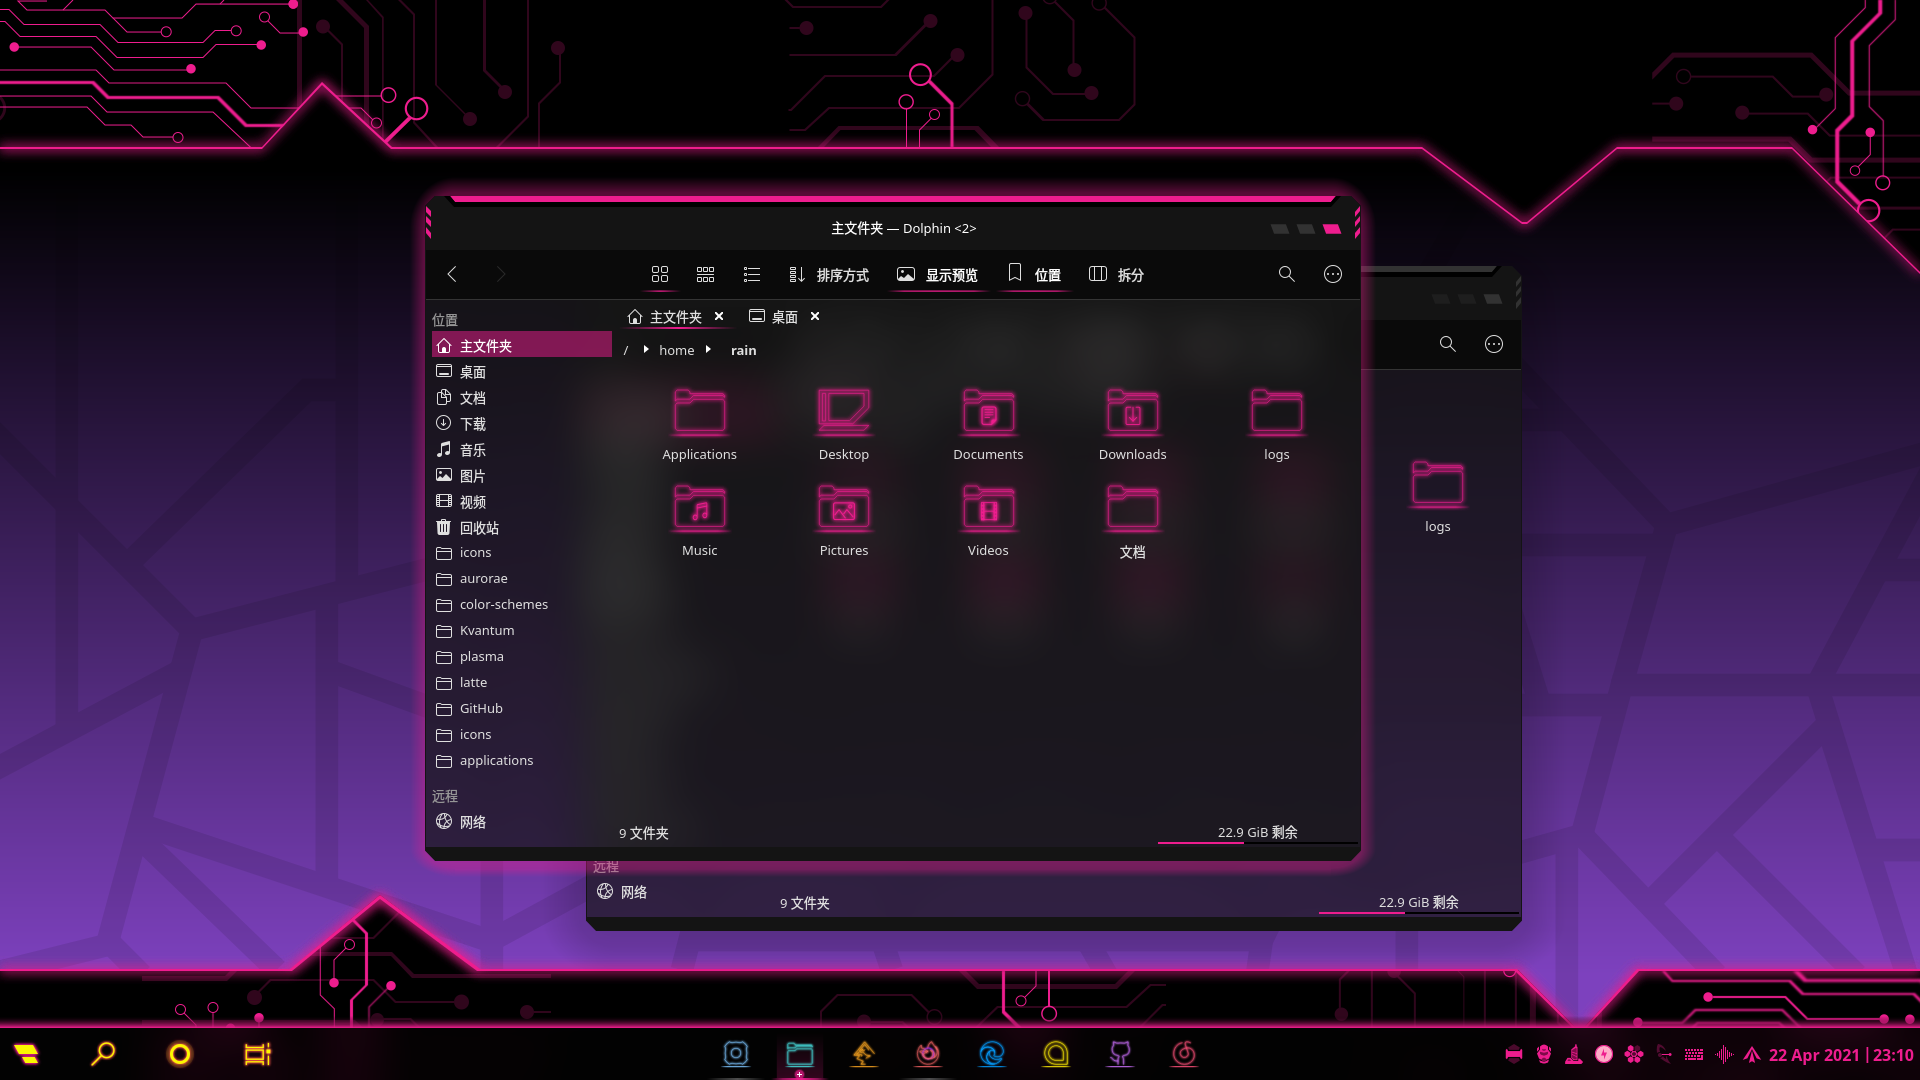 主文件夹 — Dolphin <2>
排序方式 显示预览 位置 拆分
位置
主文件夹
桌面
文档
下载
音乐
图片
视频
回收站
icons
aurorae
color-schemes
Kvantum
plasma
latte
GitHub
icons
applications
远程
网络
主文件夹 桌面
/ home rain
Applications Desktop Documents Downloads logs
Music Pictures Videos 文档
9 文件夹 22.9 GiB 剩余
logs
远程
网络
9 文件夹 22.9 GiB 剩余
22 Apr 2021 | 23:10